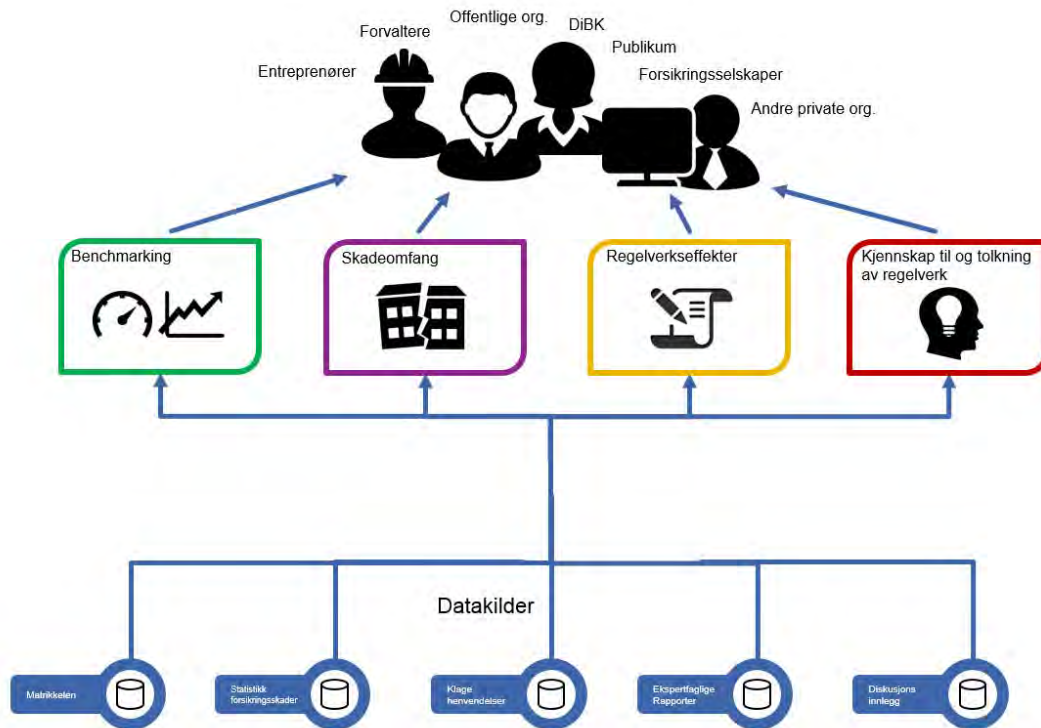 Offentlige org.
DiBK
Forvaltere
Publikum
Entreprenører
Forsikringsselskaper
Andre private org.
Benchmarking
Skadeomfang
Regelverkseffekter
Kjennskap til og tolkning
av regelverk
Datakilder
Matrikkelen
Statistikk
forsikringsskader
Klage
henvendelser
Ekspertfaglige
Rapporter
Diskusjons
innlegg